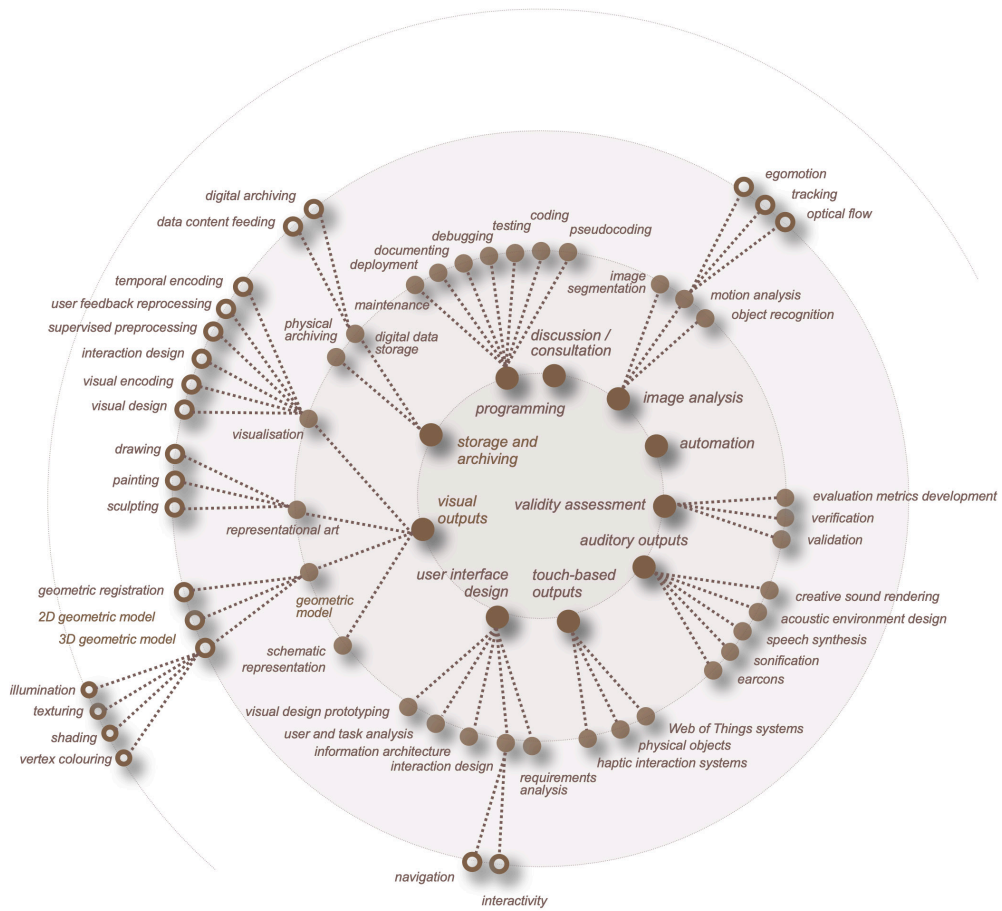 egomotion
tracking
optical flow
digital archiving
data content feeding
coding
testing
pseudocoding
debugging
documenting
deployment
maintenance
image
segmentation
motion analysis
object recognition
temporal encoding
user feedback reprocessing
supervised preprocessing
interaction design
visual encoding
visual design
physical
archiving
digital data
storage
discussion /
consultation
programming
image analysis
visualisation
storage and
archiving
automation
drawing
painting
sculpting
representational art
visual
outputs
validity assessment
evaluation metrics development
verification
validation
auditory outputs
user interface
design
touch-based
outputs
geometric registration
2D geometric model
3D geometric model
geometric
model
schematic
representation
creative sound rendering
acoustic environment design
speech synthesis
sonification
earcons
illumination
texturing
shading
vertex colouring
visual design prototyping
user and task analysis
information architecture
interaction design
requirements
analysis
Web of Things systems
physical objects
haptic interaction systems
navigation
interactivity